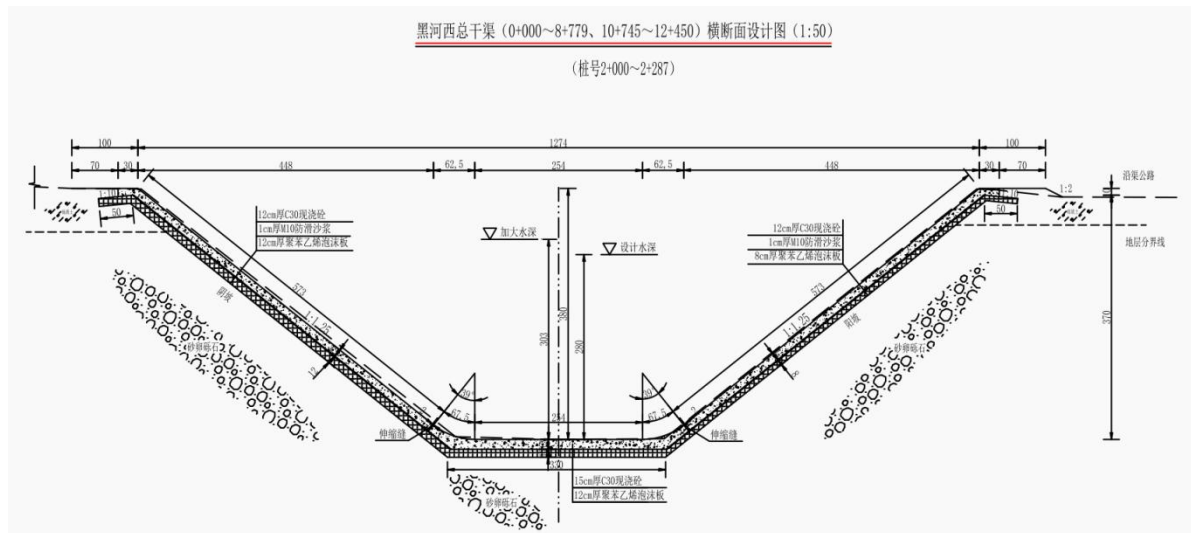 黑河西总干渠（0+000～8+779、10+745～12+450）横断面设计图（1:50）
（桩号2+000～2+287）
100
1274
100
70
30
448
62.5
254
62.5
448
30
70
沿渠公路
1:10
1:2
50
50
12cm厚C30现浇砼
1cm厚M10防滑沙浆
12cm厚聚苯乙烯泡沫板
加大水深
设计水深
12cm厚C30现浇砼
1cm厚M10防滑沙浆
8cm厚聚苯乙烯泡沫板
地层分界线
阴坡
573
1:1.25
303
380
280
573
1:1.25
阳坡
370
砂卵砾石
砂卵砾石
12
8
39°
67.5
254
67.5
伸缩缝
伸缩缝
330
15cm厚C30现浇砼
12cm厚聚苯乙烯泡沫板
砂卵砾石